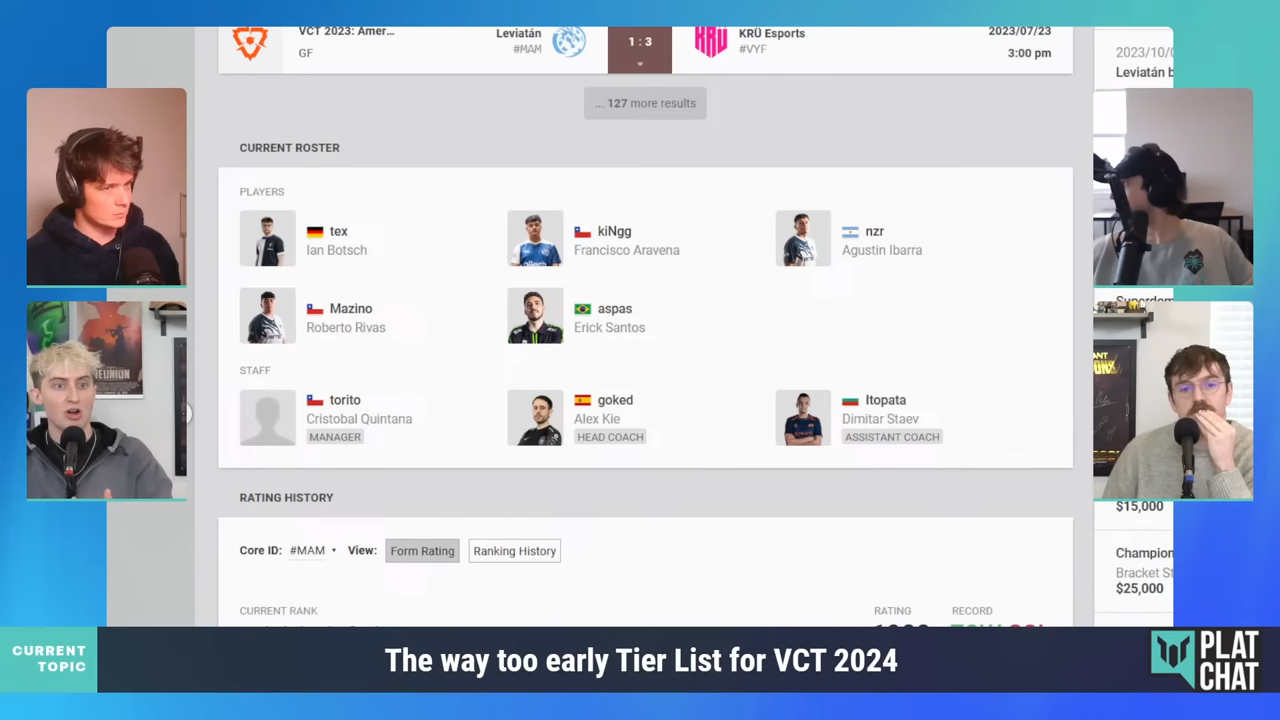 VCT 2023: Amer...
GF
Leviatán
#MAM
1 : 3
KRÜ Esports
#VYF
2023/07/23
3:00 pm
2023/10/0
Leviatán b
... 127 more results
CURRENT ROSTER
PLAYERS
tex
Ian Botsch
kiNgg
Francisco Aravena
nzr
Agustin Ibarra
Mazino
Roberto Rivas
aspas
Erick Santos
STAFF
torito
Cristobal Quintana
MANAGER
goked
Alex Kie
HEAD COACH
Itopata
Dimitar Staev
ASSISTANT COACH
RATING HISTORY
Core ID: #MAM View: Form Rating Ranking History
CURRENT RANK
RATING
RECORD
$15,000
Champion
Bracket St
$25,000
CURRENT
TOPIC
The way too early Tier List for VCT 2024
PLAT
CHAT